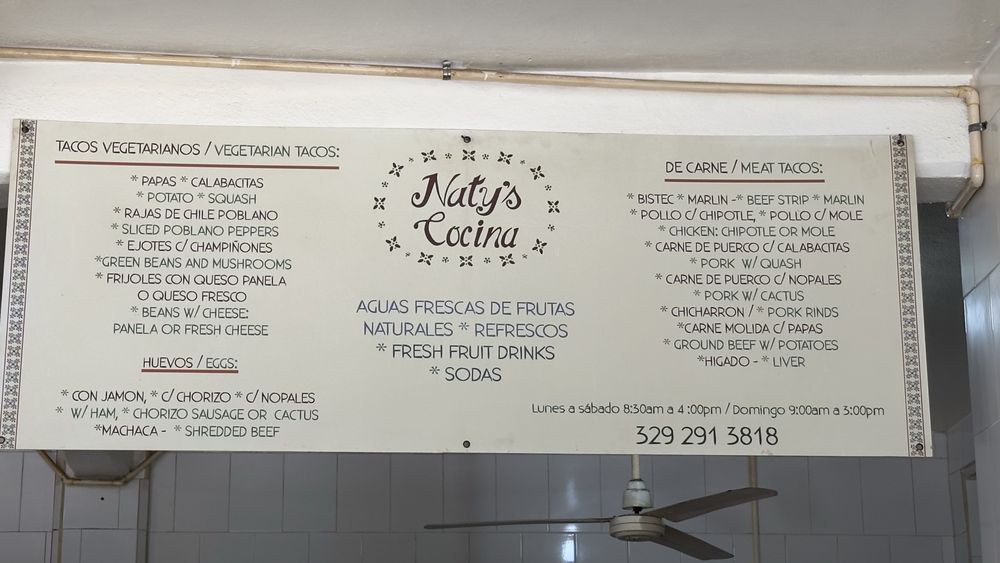 TACOS VEGETARIANOS / VEGETARIAN TACOS:
* PAPAS * CALABACITAS
* POTATO * SQUASH
* RAJAS DE CHILE POBLANO
* SLICED POBLANO PEPPERS
* EJOTES C/ CHAMPIÑONES
*GREEN BEANS AND MUSHROOMS
* FRIJOLES CON QUESO PANELA
O QUESO FRESCO
* BEANS W/ CHEESE:
PANELA OR FRESH CHEESE
HUEVOS / EGGS:
* CON JAMON, * C/ CHORIZO * C/ NOPALES
* W/ HAM, * CHORIZO SAUSAGE OR CACTUS
*MACHACA - * SHREDDED BEEF
Naty's
Cocina
AGUAS FRESCAS DE FRUTAS
NATURALES * REFRESCOS
* FRESH FRUIT DRINKS
* SODAS
DE CARNE / MEAT TACOS:
* BISTEC * MARLIN -* BEEF STRIP * MARLIN
* POLLO C/ CHIPOTLE, * POLLO C/ MOLE
* CHICKEN: CHIPOTLE OR MOLE
* CARNE DE PUERCO C/ CALABACITAS
* PORK W/ QUASH
* CARNE DE PUERCO C/ NOPALES
* PORK W/ CACTUS
* CHICHARRON / * PORK RINDS
*CARNE MOLIDA C/ PAPAS
* GROUND BEEF W/ POTATOES
*HIGADO - * LIVER
Lunes a sábado 8:30am a 4 :00pm / Domingo 9:00am a 3:00pm
329 291 3818